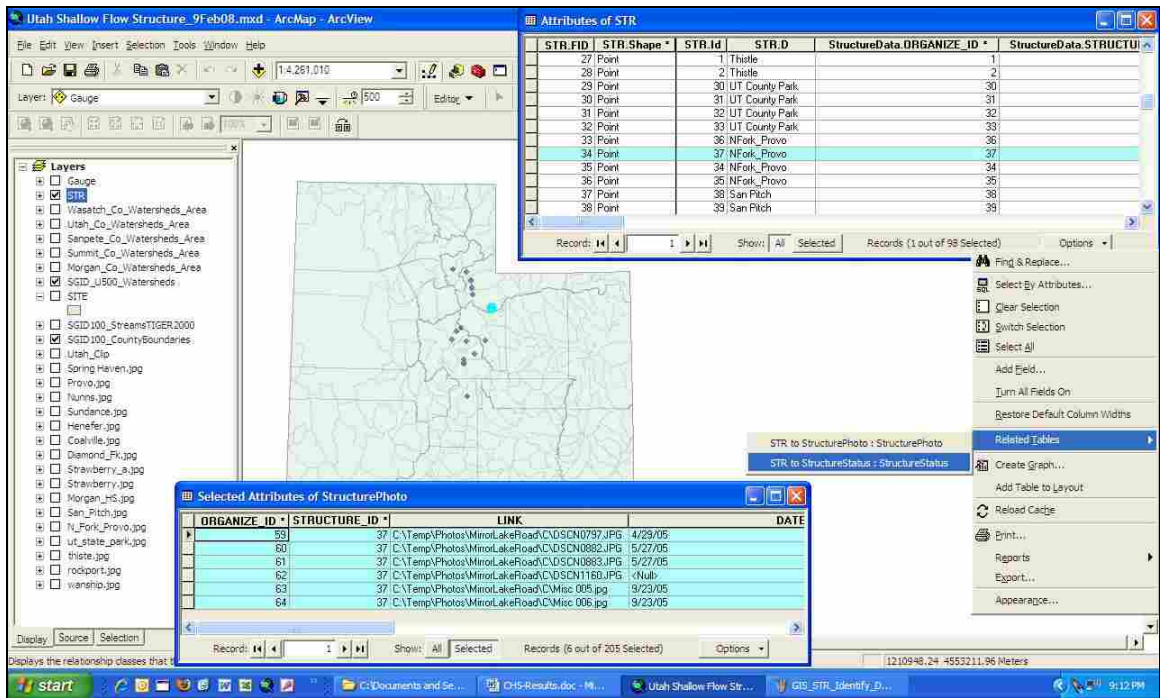 Utah Shallow Flow Structure_9Feb08.mxd - ArcMap - ArcView
File Edit View Insert Selection Tools Window Help
1:4,261,010
Layer: Gauge
500
Editor
100%
Layers
Gauge
STR
Wasatch_Co_Watersheds_Area
Utah_Co_Watersheds_Area
Sanpete_Co_Watersheds_Area
Summit_Co_Watersheds_Area
Morgan_Co_Watersheds_Area
SGID_U500_Watersheds
SITE
SGID100_StreamsTIGER2000
SGID100_CountyBoundaries
Utah_Clip
Spring Haven.jpg
Provo.jpg
Nunns.jpg
Sundance.jpg
Henefer.jpg
Coalville.jpg
Diamond_Fk.jpg
Strawberry_a.jpg
Strawberry.jpg
Morgan_HS.jpg
San_Pitch.jpg
N_Fork_Provo.jpg
ut_state_park.jpg
thistle.jpg
rockport.jpg
wanship.jpg
Display Source Selection
Displays the relationship classes that t
Attributes of STR
STR.FID STR.Shape * STR.Id STR.D StructureData.ORGANIZE_ID * StructureData.STRUCTU
27 Point 1 Thistle 1
28 Point 2 Thistle 2
29 Point 30 UT County Park 30
30 Point 31 UT County Park 31
31 Point 32 UT County Park 32
32 Point 33 UT County Park 33
33 Point 36 NFork_Provo 36
34 Point 37 NFork_Provo 37
35 Point 34 NFork_Provo 34
36 Point 35 NFork_Provo 35
37 Point 38 San Pitch 38
38 Point 39 San Pitch 39
Record: 1 Show: All Selected Records (1 out of 98 Selected) Options
Find & Replace...
Select By Attributes...
Clear Selection
Switch Selection
Select All
Add Field...
Turn All Fields On
Restore Default Column Widths
Related Tables
STR to StructurePhoto : StructurePhoto
STR to StructureStatus : StructureStatus
Create Graph...
Add Table to Layout
Reload Cache
Print...
Reports
Export...
Appearance...
Selected Attributes of StructurePhoto
ORGANIZE_ID * STRUCTURE_ID * LINK DATE
59 37 C:\Temp\Photos\MirrorLakeRoad\C\DSCN0797.JPG 4/29/05
60 37 C:\Temp\Photos\MirrorLakeRoad\C\DSCN0882.JPG 5/27/05
61 37 C:\Temp\Photos\MirrorLakeRoad\C\DSCN0883.JPG 5/27/05
62 37 C:\Temp\Photos\MirrorLakeRoad\C\DSCN1160.JPG <Null>
63 37 C:\Temp\Photos\MirrorLakeRoad\C\Misc 005.jpg 9/23/05
64 37 C:\Temp\Photos\MirrorLakeRoad\C\Misc 006.jpg 9/23/05
Record: 1 Show: All Selected Records (6 out of 205 Selected) Options
1210948.24 4553211.96 Meters
start C:\Documents and Se... CH5-Results.doc - M... Utah Shallow Flow Str... GIS_STR_Identify_D... 9:12 PM